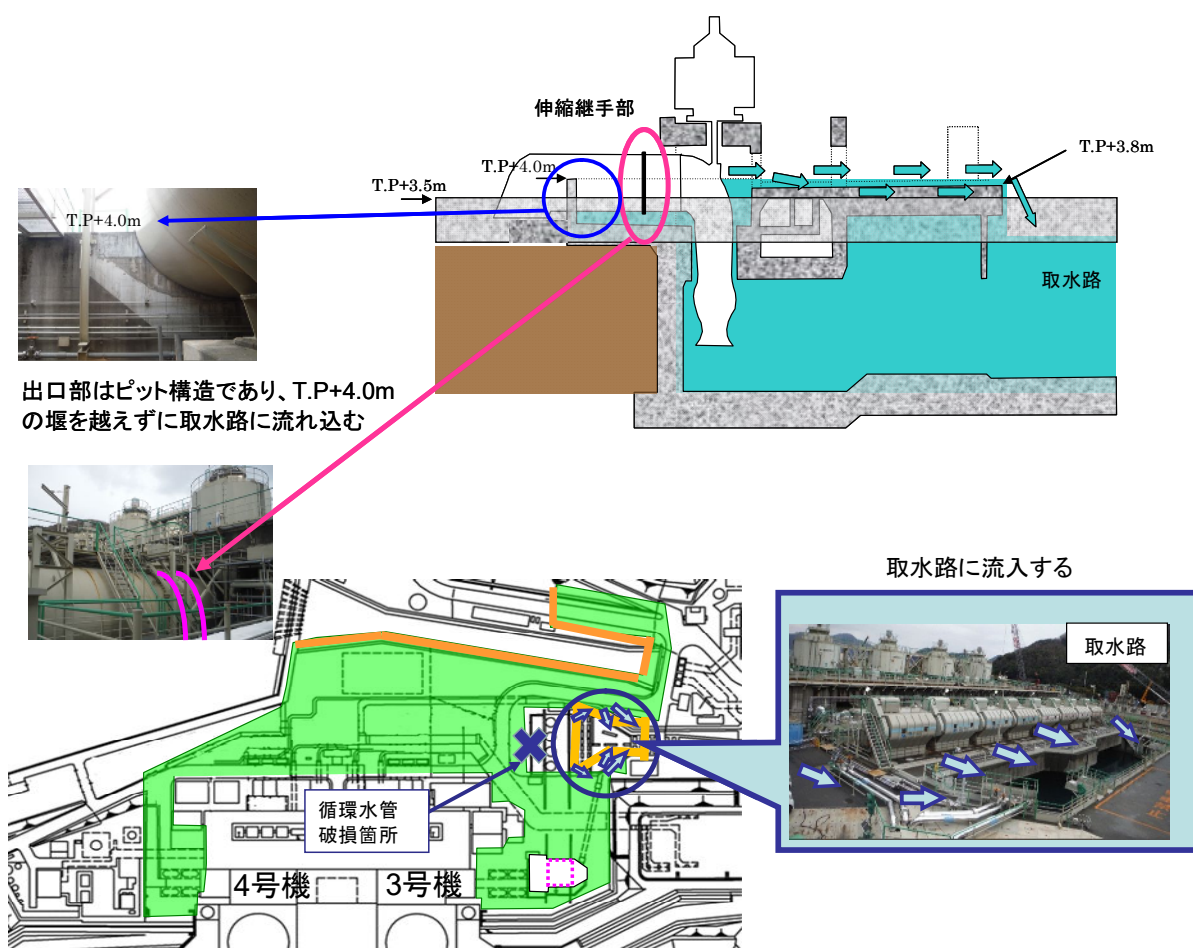 伸縮継手部
T.P+4.0m
T.P+3.8m
T.P+3.5m
T.P+4.0m
取水路
出口部はピット構造であり、T.P+4.0m
の堰を越えずに取水路に流れ込む
取水路に流入する
取水路
循環水管
破損箇所
4号機
3号機